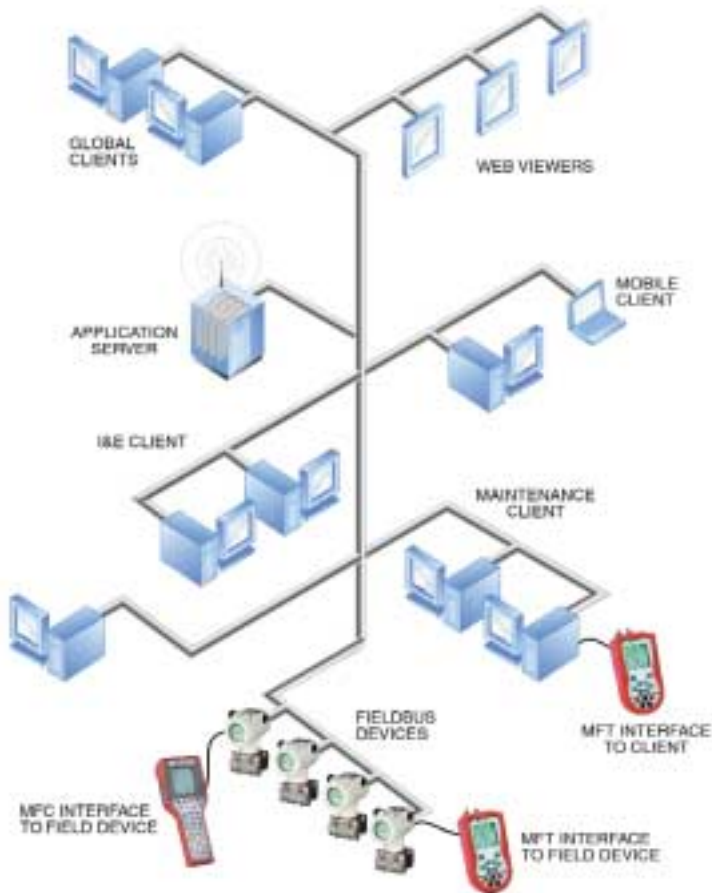 GLOBAL
CLIENTS
WEB VIEWERS
MOBILE
CLIENT
APPLICATION
SERVER
I&E CLIENT
MAINTENANCE
CLIENT
FIELDBUS
DEVICES
MFT INTERFACE
TO CLIENT
MFC INTERFACE
TO FIELD DEVICE
MFT INTERFACE
TO FIELD DEVICE